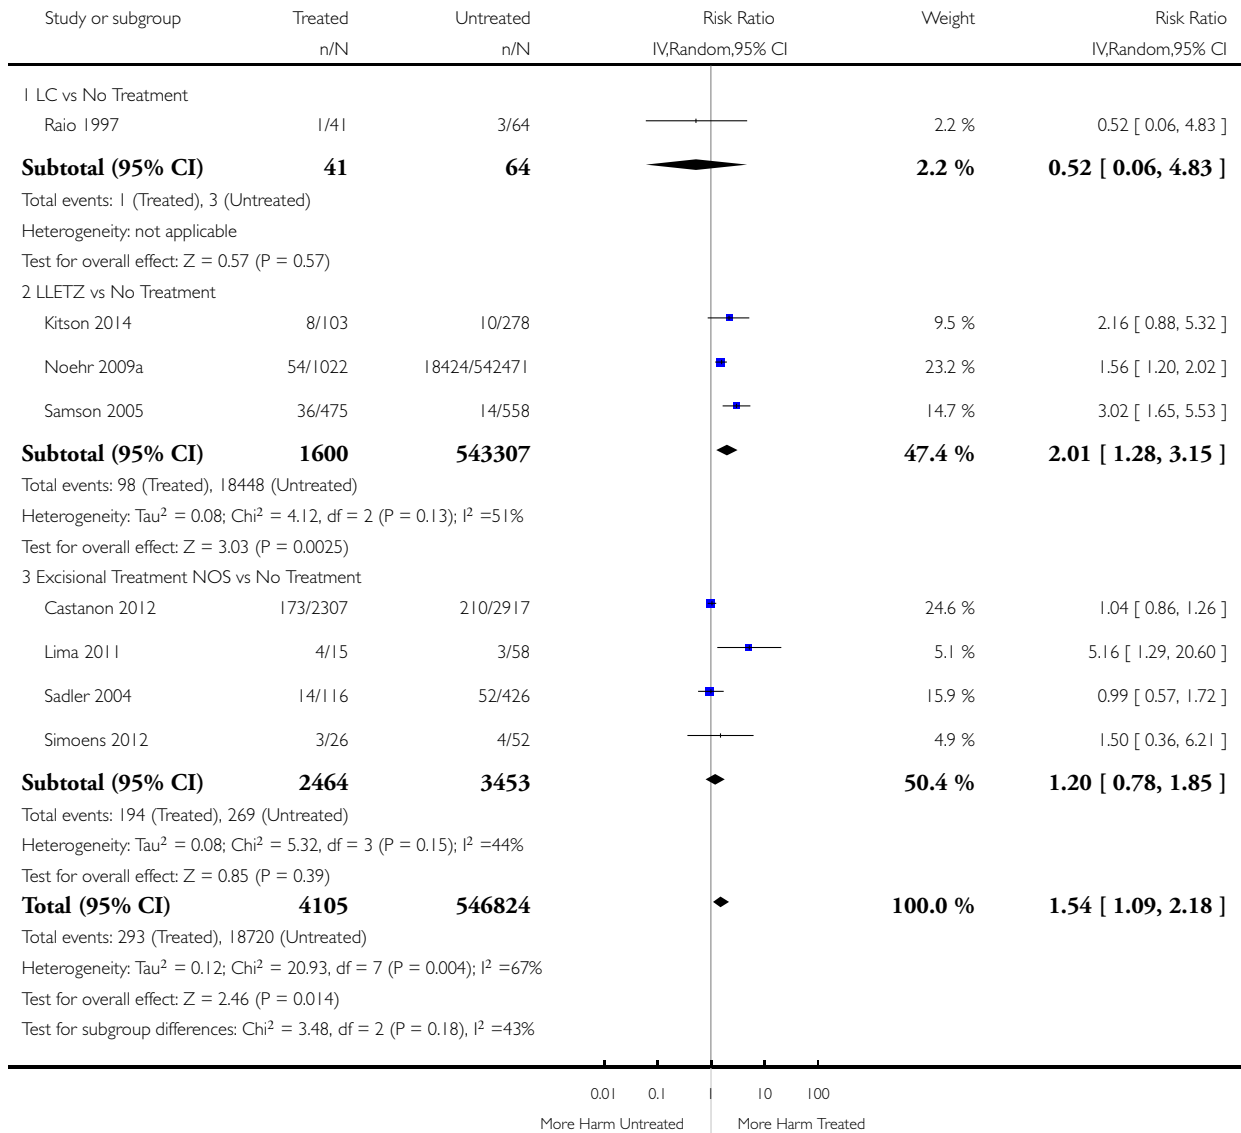 Study or subgroup Treated Untreated Risk Ratio Weight Risk Ratio
n/N n/N IV,Random,95% CI IV,Random,95% CI
1 LC vs No Treatment
Raio 1997 1/41 3/64 2.2 % 0.52 [ 0.06, 4.83 ]
Subtotal (95% CI) 41 64 2.2 % 0.52 [ 0.06, 4.83 ]
Total events: 1 (Treated), 3 (Untreated)
Heterogeneity: not applicable
Test for overall effect: Z = 0.57 (P = 0.57)
2 LLETZ vs No Treatment
Kitson 2014 8/103 10/278 9.5 % 2.16 [ 0.88, 5.32 ]
Noehr 2009a 54/1022 18424/542471 23.2 % 1.56 [ 1.20, 2.02 ]
Samson 2005 36/475 14/558 14.7 % 3.02 [ 1.65, 5.53 ]
Subtotal (95% CI) 1600 543307 47.4 % 2.01 [ 1.28, 3.15 ]
Total events: 98 (Treated), 18448 (Untreated)
Heterogeneity: Tau² = 0.08; Chi² = 4.12, df = 2 (P = 0.13); I² =51%
Test for overall effect: Z = 3.03 (P = 0.0025)
3 Excisional Treatment NOS vs No Treatment
Castanon 2012 173/2307 210/2917 24.6 % 1.04 [ 0.86, 1.26 ]
Lima 2011 4/15 3/58 5.1 % 5.16 [ 1.29, 20.60 ]
Sadler 2004 14/116 52/426 15.9 % 0.99 [ 0.57, 1.72 ]
Simoens 2012 3/26 4/52 4.9 % 1.50 [ 0.36, 6.21 ]
Subtotal (95% CI) 2464 3453 50.4 % 1.20 [ 0.78, 1.85 ]
Total events: 194 (Treated), 269 (Untreated)
Heterogeneity: Tau² = 0.08; Chi² = 5.32, df = 3 (P = 0.15); I² =44%
Test for overall effect: Z = 0.85 (P = 0.39)
Total (95% CI) 4105 546824 100.0 % 1.54 [ 1.09, 2.18 ]
Total events: 293 (Treated), 18720 (Untreated)
Heterogeneity: Tau² = 0.12; Chi² = 20.93, df = 7 (P = 0.004); I² =67%
Test for overall effect: Z = 2.46 (P = 0.014)
Test for subgroup differences: Chi² = 3.48, df = 2 (P = 0.18), I² =43%
0.01 0.1 1 10 100
More Harm Untreated More Harm Treated